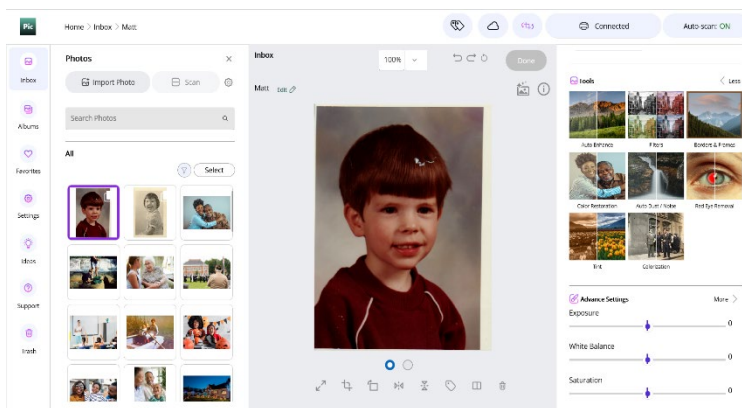 Pic
Home > Inbox > Matt
Connected
Auto-scan: ON
Inbox
Albums
Favorites
Settings
Ideas
Support
Trash
Photos
Import Photo
Scan
Search Photos
All
Select
Inbox
100%
Done
Matt
Edit
Tools
Less
Auto Enhance
Filters
Borders & Frames
Color Restoration
Auto Dust / Noise
Red Eye Removal
Tint
Colorization
Advance Settings
More
Exposure
0
White Balance
0
Saturation
0